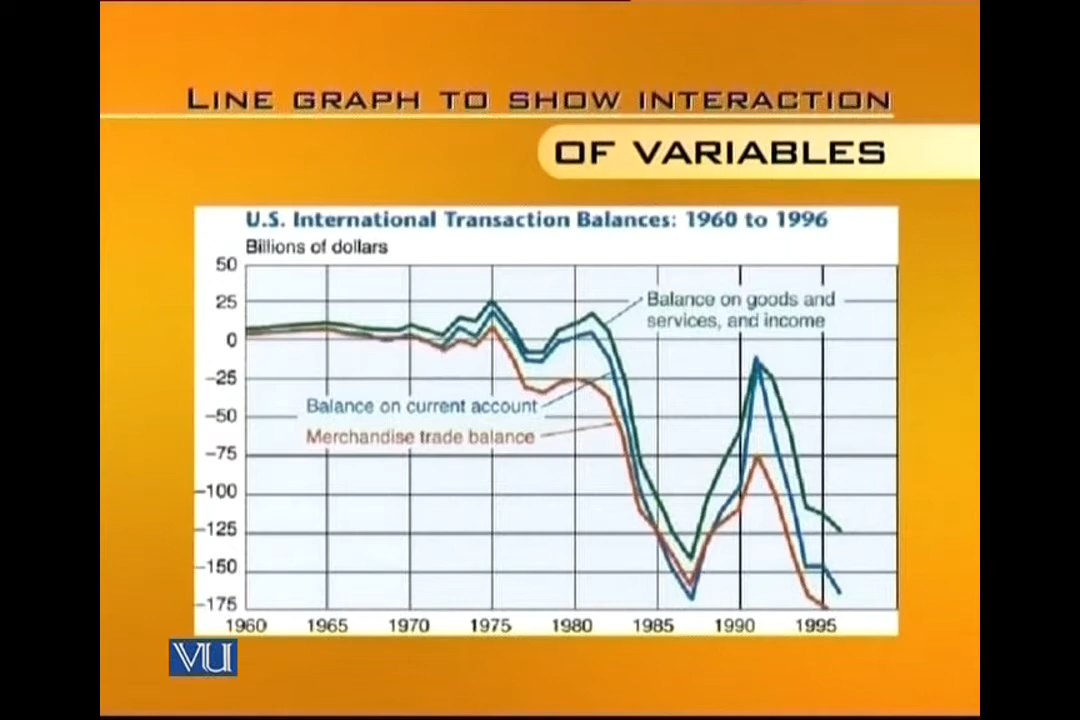 LINE GRAPH TO SHOW INTERACTION
OF VARIABLES
U.S. International Transaction Balances: 1960 to 1996
Billions of dollars
50
25
0
-25
-50
-75
-100
-125
-150
-175
Balance on goods and
services, and income
Balance on current account
Merchandise trade balance
1960 1965 1970 1975 1980 1985 1990 1995
VU